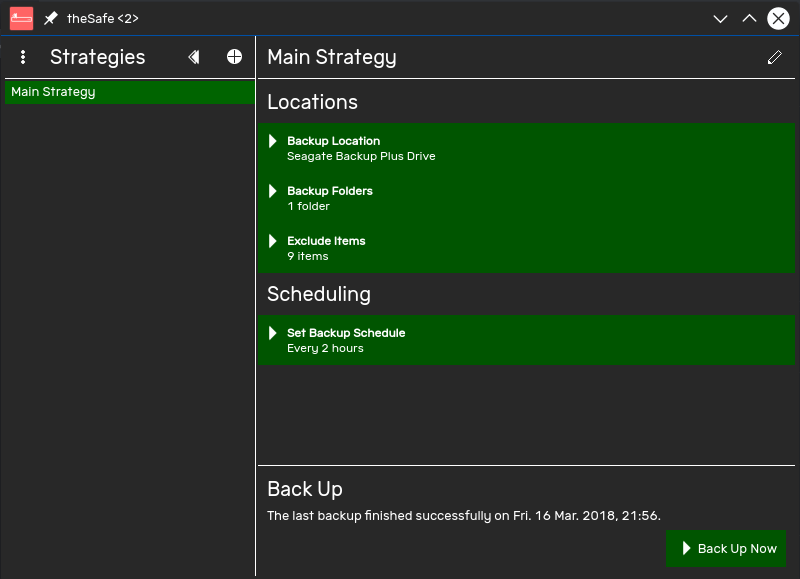 theSafe <2>
Strategies
Main Strategy
Main Strategy
Locations
Backup Location
Seagate Backup Plus Drive
Backup Folders
1 folder
Exclude Items
9 items
Scheduling
Set Backup Schedule
Every 2 hours
Back Up
The last backup finished successfully on Fri. 16 Mar. 2018, 21:56.
Back Up Now